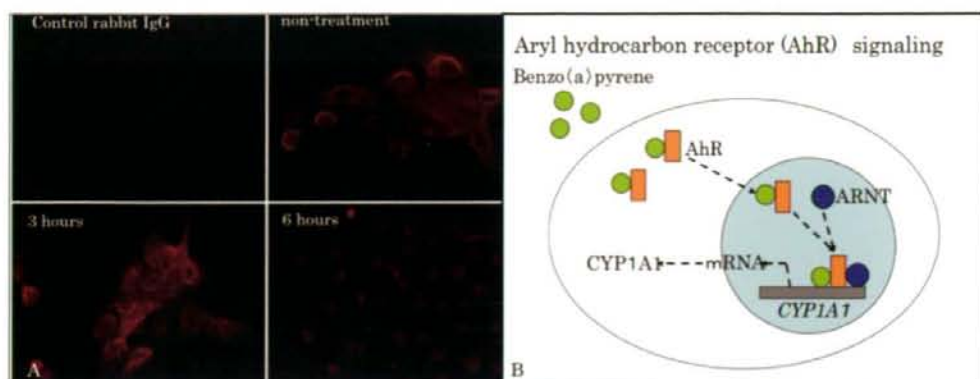 Control rabbit IgG
non-treatment
3 hours
6 hours
A
Aryl hydrocarbon receptor (AhR) signaling
Benzo(a)pyrene
AhR
ARNT
CYP1A1
mRNA
CYP1A1
B